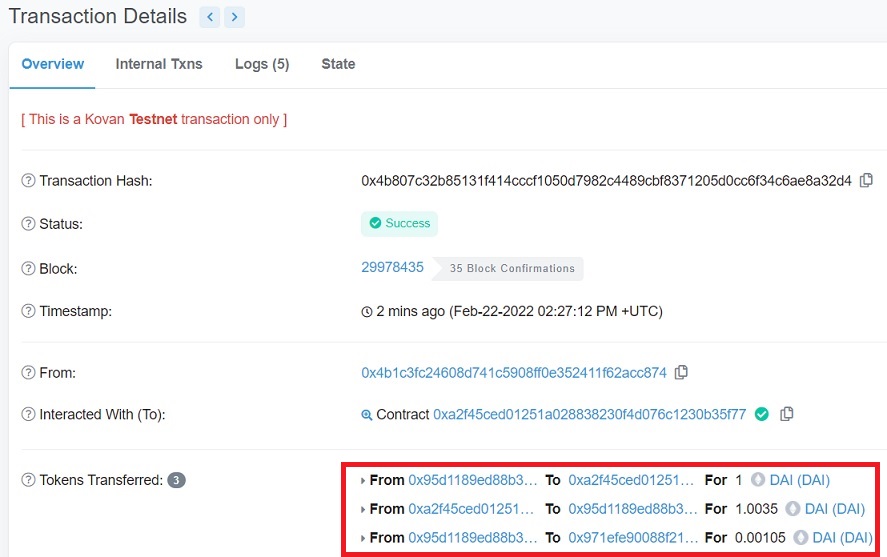 Transaction Details
Overview Internal Txns Logs (5) State
[ This is a Kovan Testnet transaction only ]
Transaction Hash: 0x4b807c32b85131f414cccf1050d7982c4489cbf8371205d0cc6f34c6ae8a32d4
Status: Success
Block: 29978435 35 Block Confirmations
Timestamp: 2 mins ago (Feb-22-2022 02:27:12 PM +UTC)
From: 0x4b1c3fc24608d741c5908ff0e352411f62acc874
Interacted With (To): Contract 0xa2f45ced01251a028838230f4d076c1230b35f77
Tokens Transferred: 3 From 0x95d1189ed88b3... To 0xa2f45ced01251... For 1 DAI (DAI)
From 0xa2f45ced01251... To 0x95d1189ed88b3... For 1.0035 DAI (DAI)
From 0x95d1189ed88b3... To 0x971efe90088f21... For 0.00105 DAI (DAI)